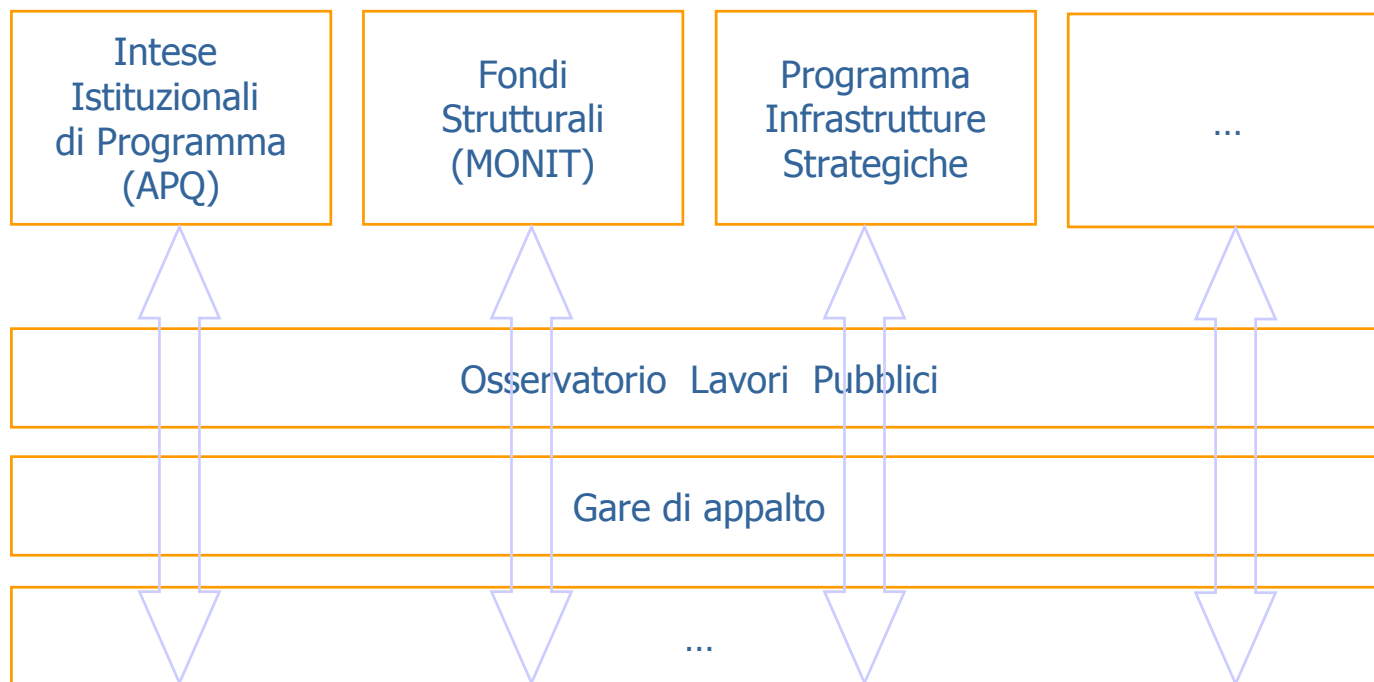 Intese
Istituzionali
di Programma
(APQ)
Fondi
Strutturali
(MONIT)
Programma
Infrastrutture
Strategiche
...
Osservatorio Lavori Pubblici
Gare di appalto
...